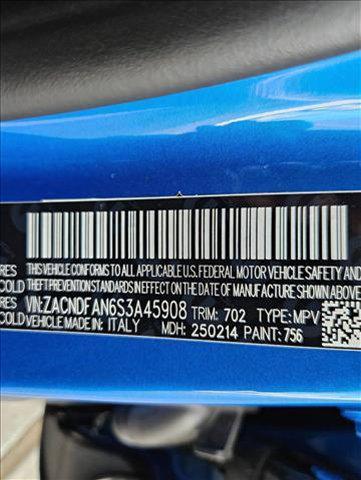 RES THIS VEHICLE CONFORMS TO ALL APPLICABLE U.S. FEDERAL MOTOR VEHICLE SAFETY AND
COLD THEFT PREVENTION STANDARDS IN EFFECT ON THE DATE OF MANUFACTURE SHOWN ABOVE
RES VIN:ZACNDFAN6S3A45908 TRIM: 702 TYPE: MPV
COLD VEHICLE MADE IN: ITALY MDH: 250214 PAINT: 756